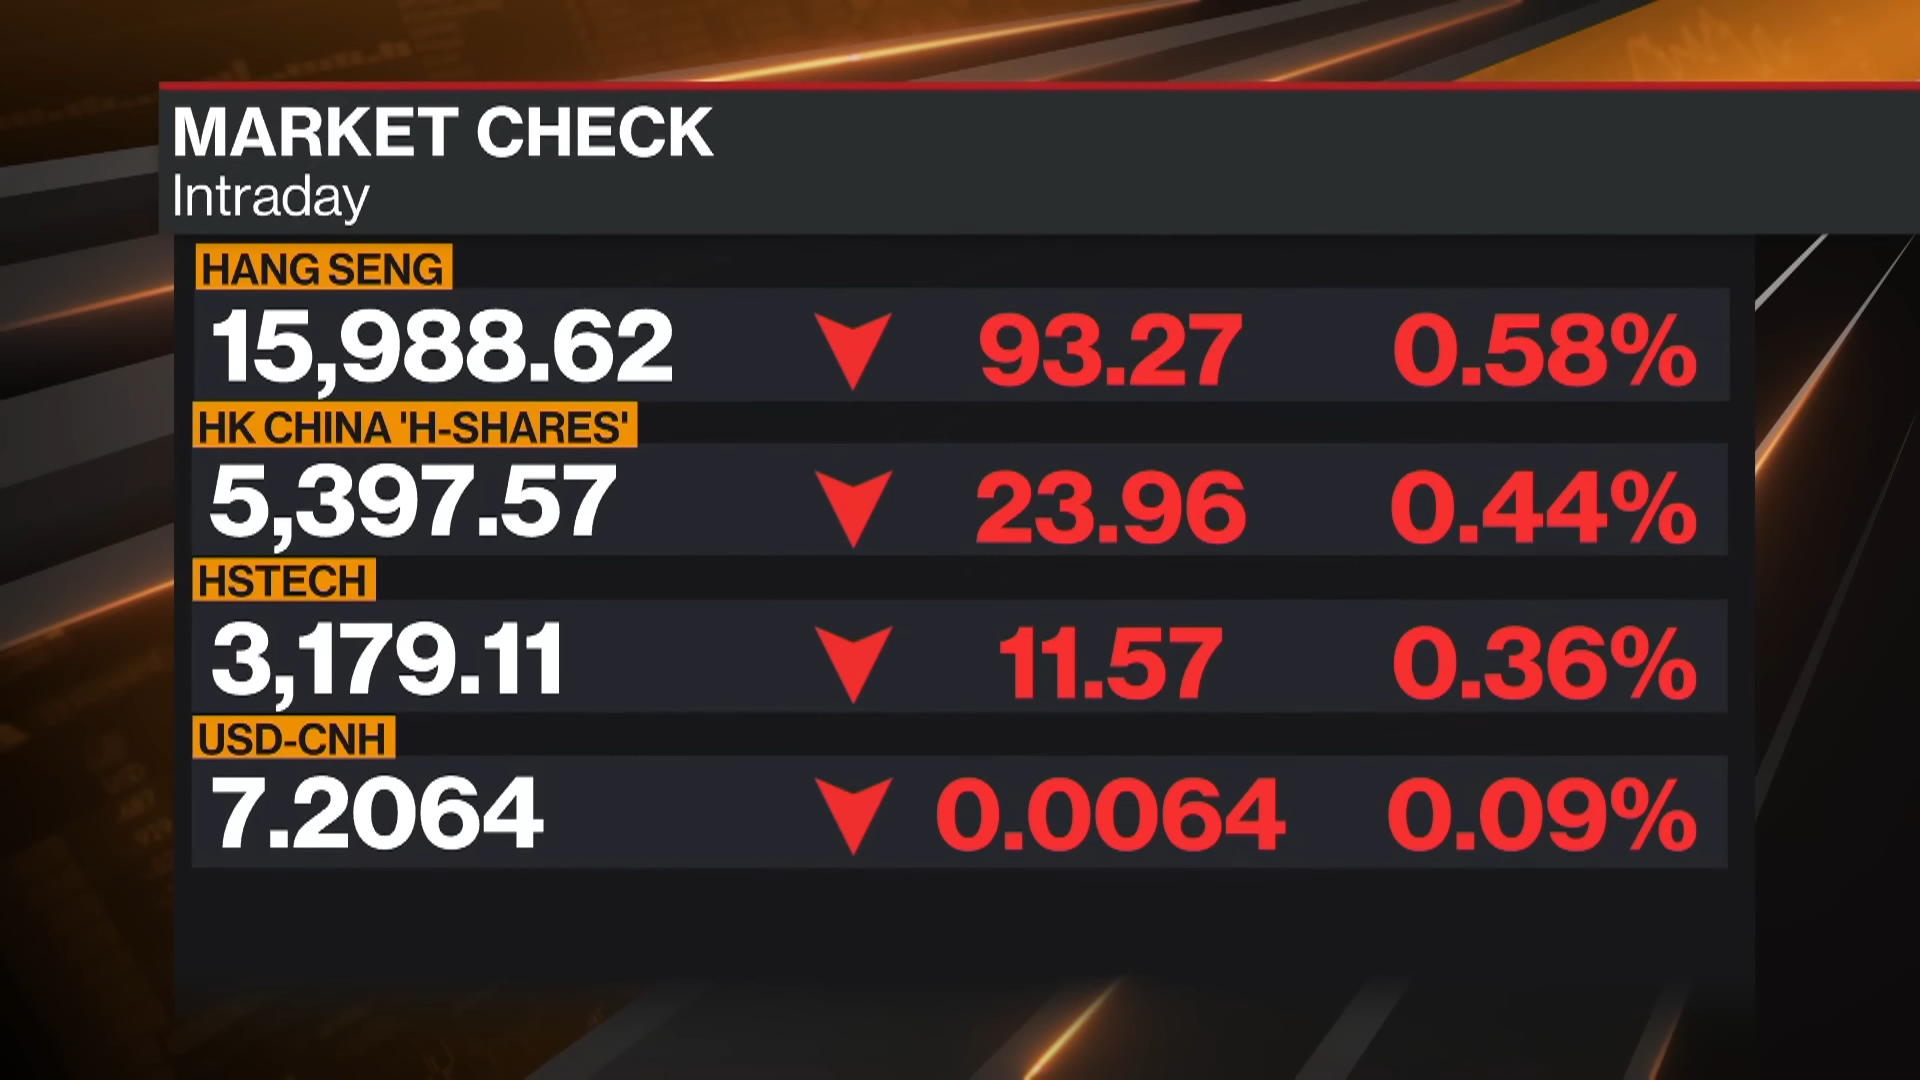 MARKET CHECK
Intraday
HANG SENG
15,988.62 93.27 0.58%
HK CHINA 'H-SHARES'
5,397.57 23.96 0.44%
HSTECH
3,179.11 11.57 0.36%
USD-CNH
7.2064 0.0064 0.09%